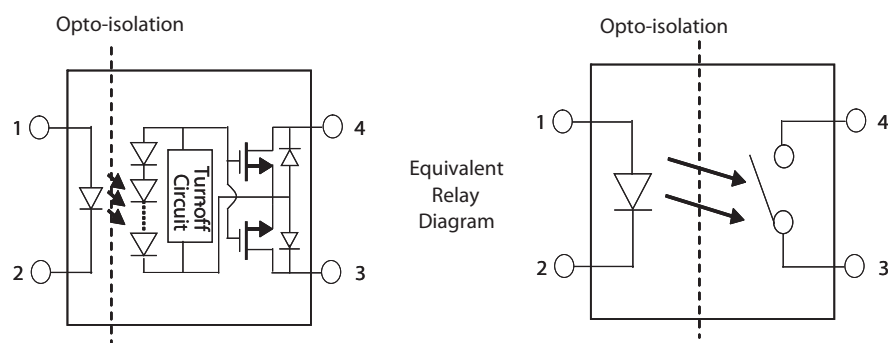 Opto-isolation
1
2
Turnoff
Circuit
4
3
Equivalent
Relay
Diagram
Opto-isolation
1
2
4
3